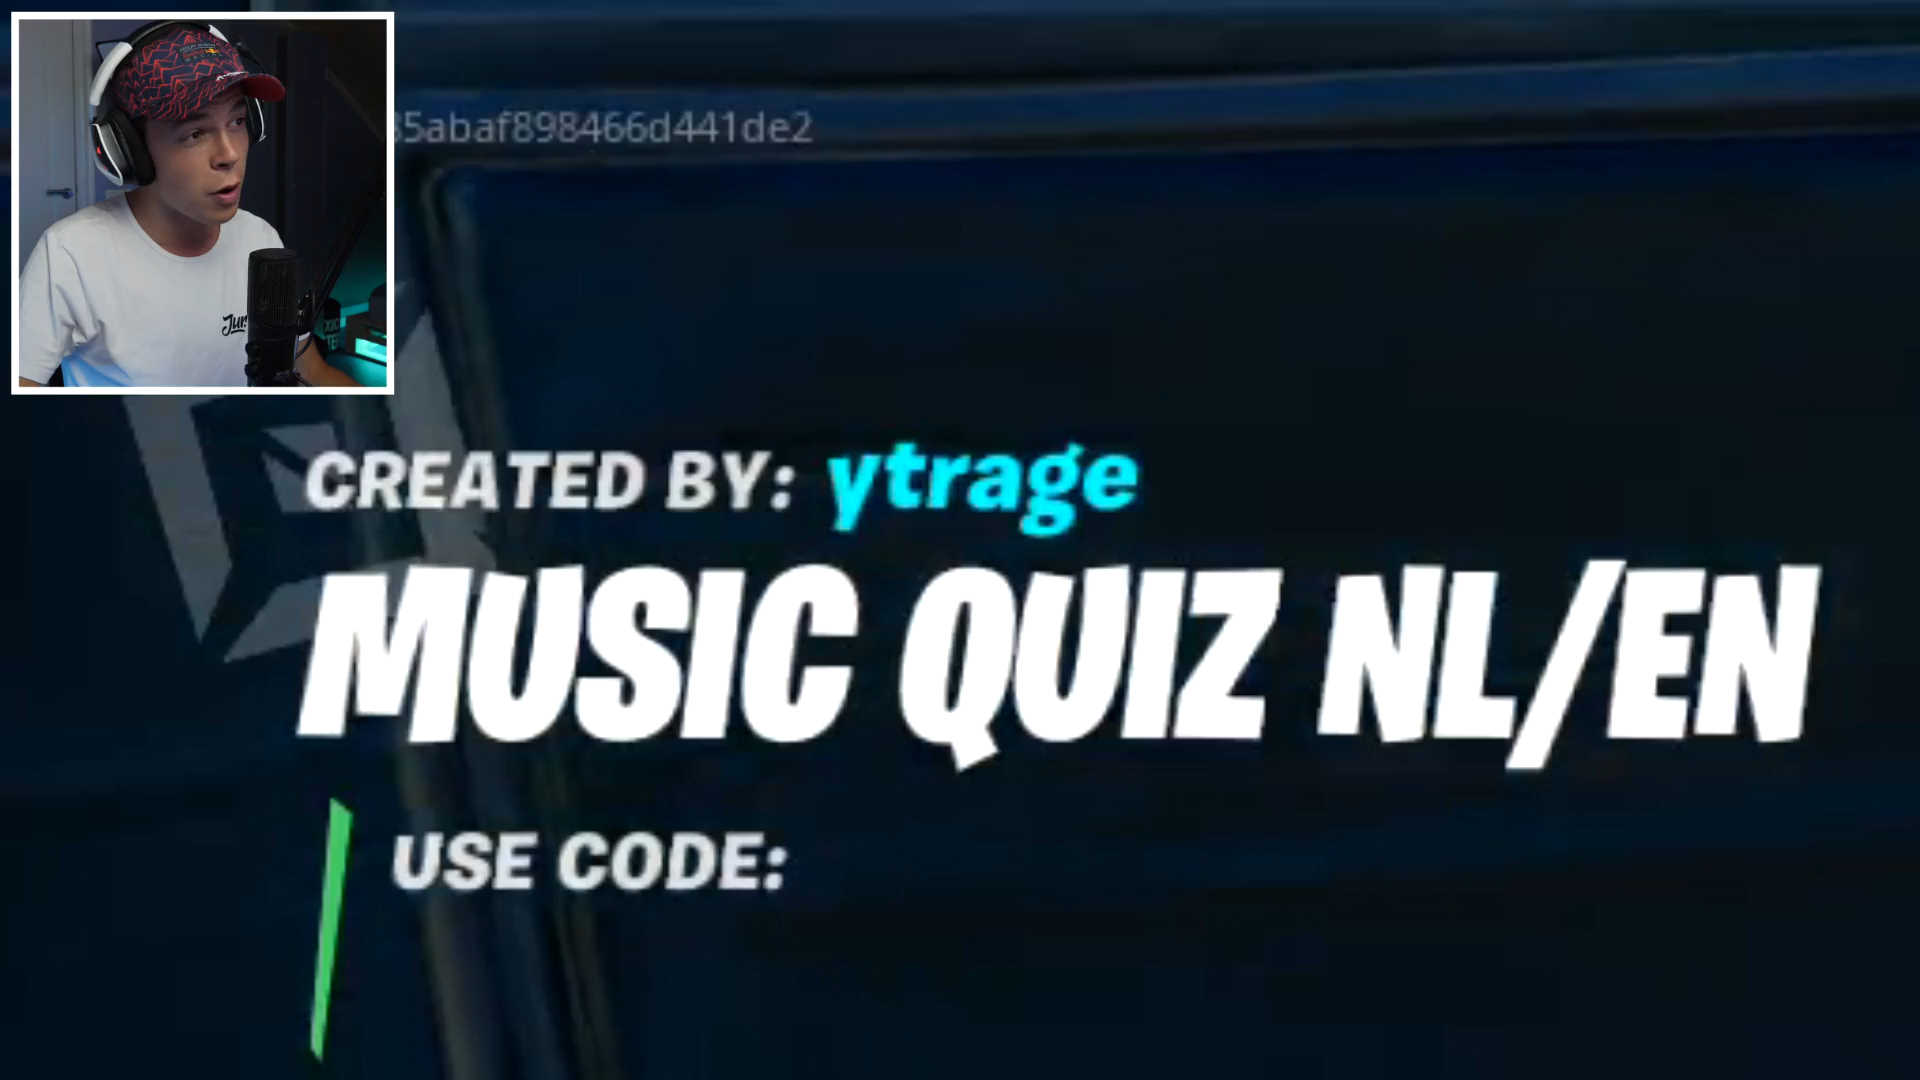 5abaf898466d441de2
CREATED BY: ytrage
MUSIC QUIZ NL/EN
USE CODE: